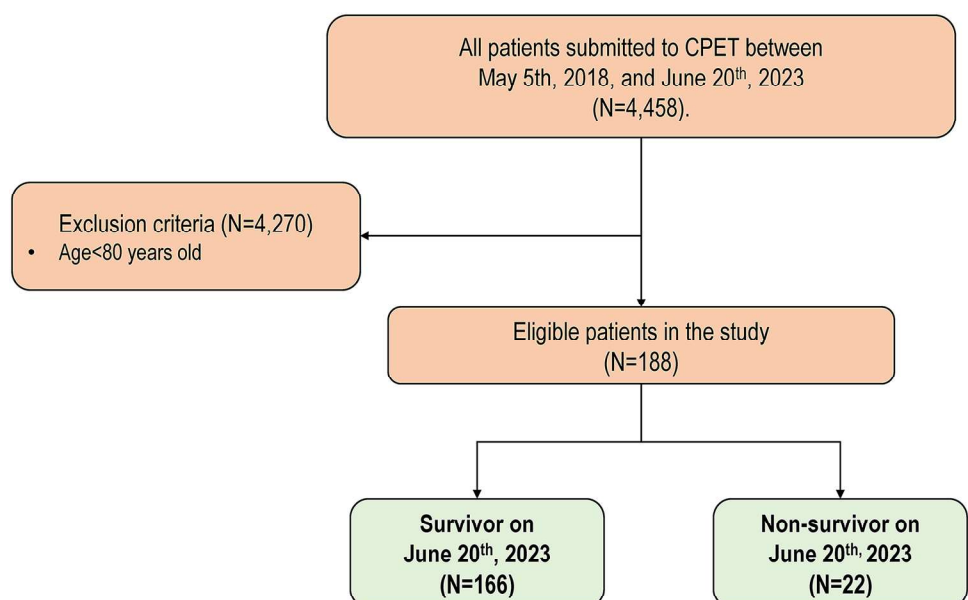 All patients submitted to CPET between
May 5th, 2018, and June 20th, 2023
(N=4,458).
Exclusion criteria (N=4,270)
• Age<80 years old
Eligible patients in the study
(N=188)
Survivor on
June 20th, 2023
(N=166)
Non-survivor on
June 20th, 2023
(N=22)